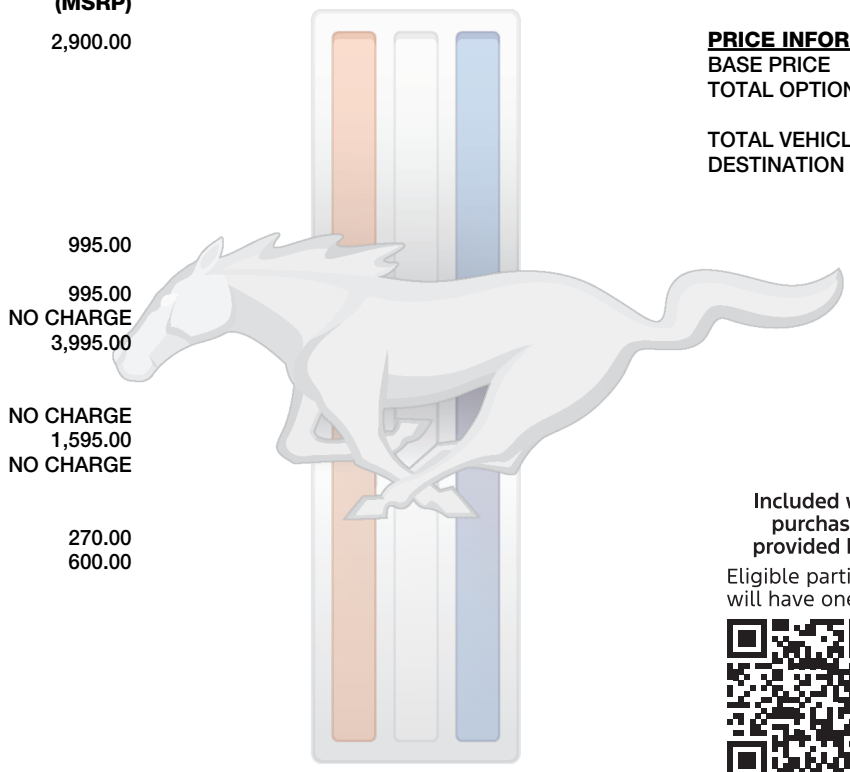 (MSRP)
2,900.00
995.00
995.00
NO CHARGE
3,995.00
NO CHARGE
1,595.00
NO CHARGE
270.00
600.00
PRICE INFOR
BASE PRICE
TOTAL OPTION
TOTAL VEHICL
DESTINATION
Included
purchas
provided
Eligible parti
will have one